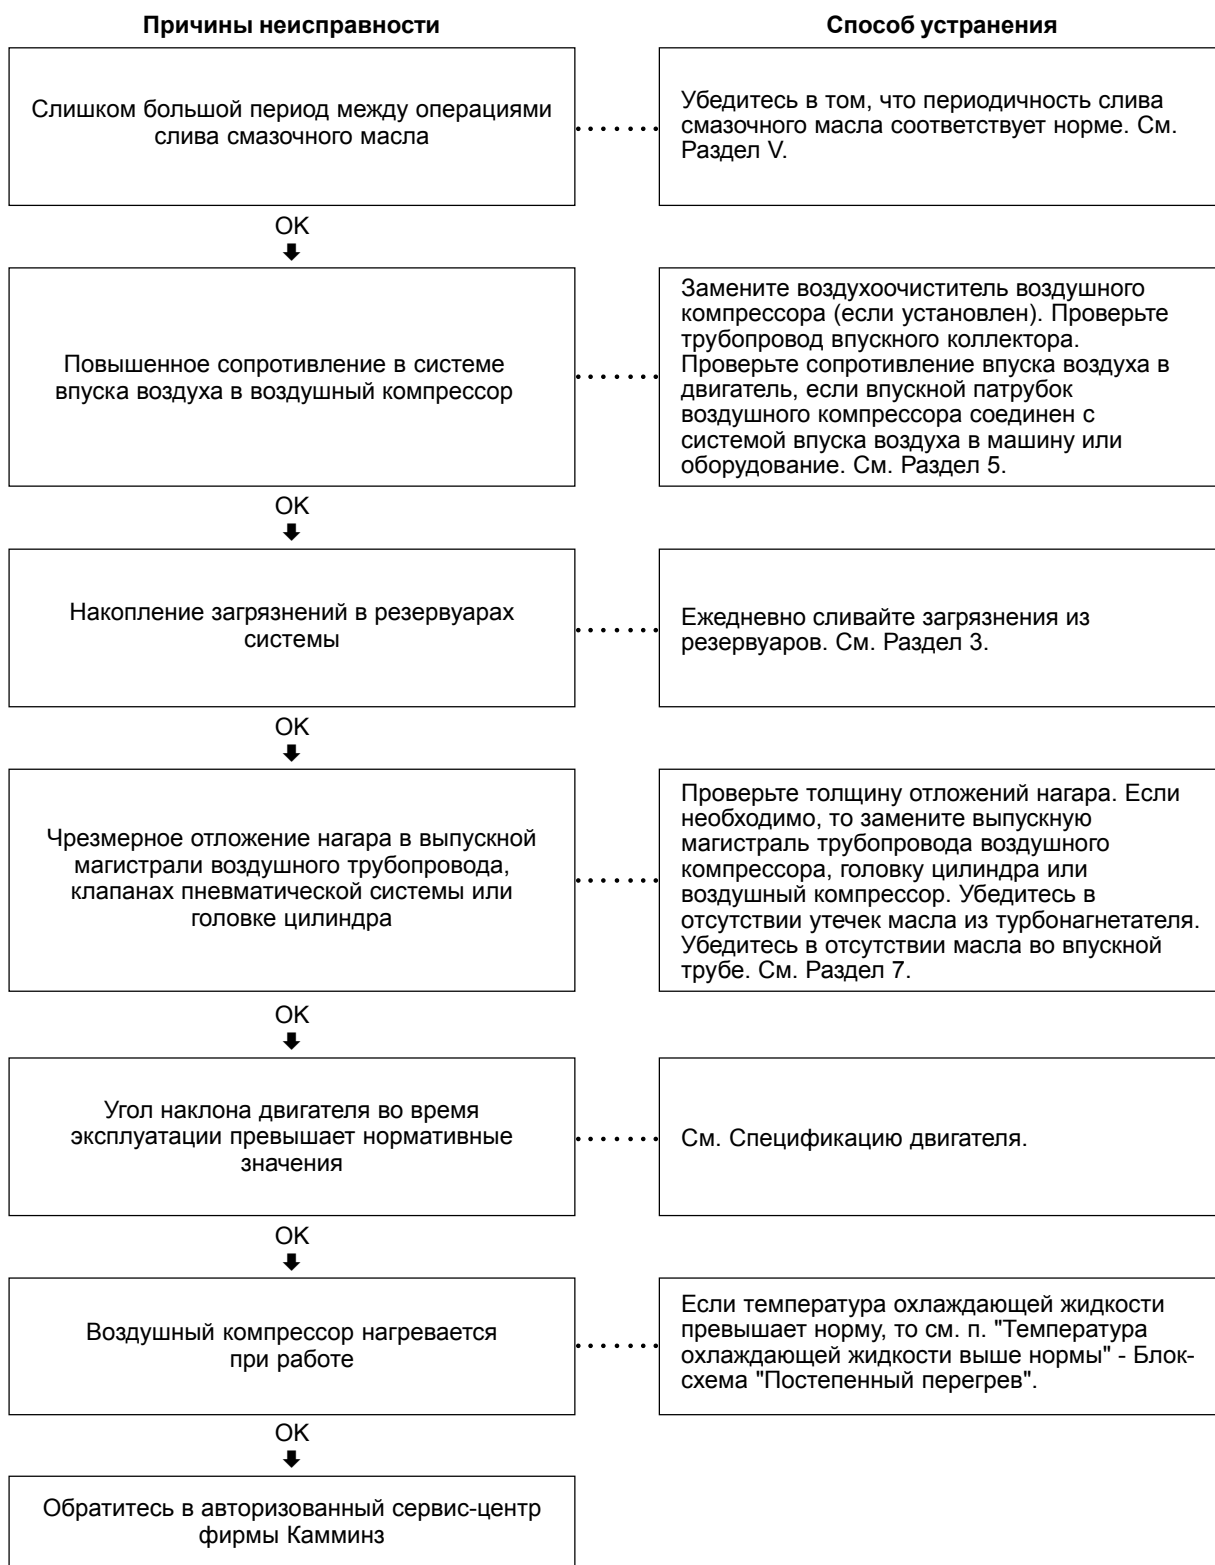 Причины неисправности
Способ устранения
Слишком большой период между операциями
слива смазочного масла
Убедитесь в том, что периодичность слива
смазочного масла соответствует норме. См.
Раздел V.
OK
Повышенное сопротивление в системе
впуска воздуха в воздушный компрессор
Замените воздухоочиститель воздушного
компрессора (если установлен). Проверьте
трубопровод впускного коллектора.
Проверьте сопротивление впуска воздуха в
двигатель, если впускной патрубок
воздушного компрессора соединен с
системой впуска воздуха в машину или
оборудование. См. Раздел 5.
OK
Накопление загрязнений в резервуарах
системы
Ежедневно сливайте загрязнения из
резервуаров. См. Раздел 3.
OK
Чрезмерное отложение нагара в выпускной
магистрали воздушного трубопровода,
клапанах пневматической системы или
головке цилиндра
Проверьте толщину отложений нагара. Если
необходимо, то замените выпускную
магистраль трубопровода воздушного
компрессора, головку цилиндра или
воздушный компрессор. Убедитесь в
отсутствии утечек масла из турбонагнетателя.
Убедитесь в отсутствии масла во впускной
трубе. См. Раздел 7.
OK
Угол наклона двигателя во время
эксплуатации превышает нормативные
значения
См. Спецификацию двигателя.
OK
Воздушный компрессор нагревается
при работе
Если температура охлаждающей жидкости
превышает норму, то см. п. "Температура
охлаждающей жидкости выше нормы" - Блок-
схема "Постепенный перегрев".
OK
Обратитесь в авторизованный сервис-центр
фирмы Камминз